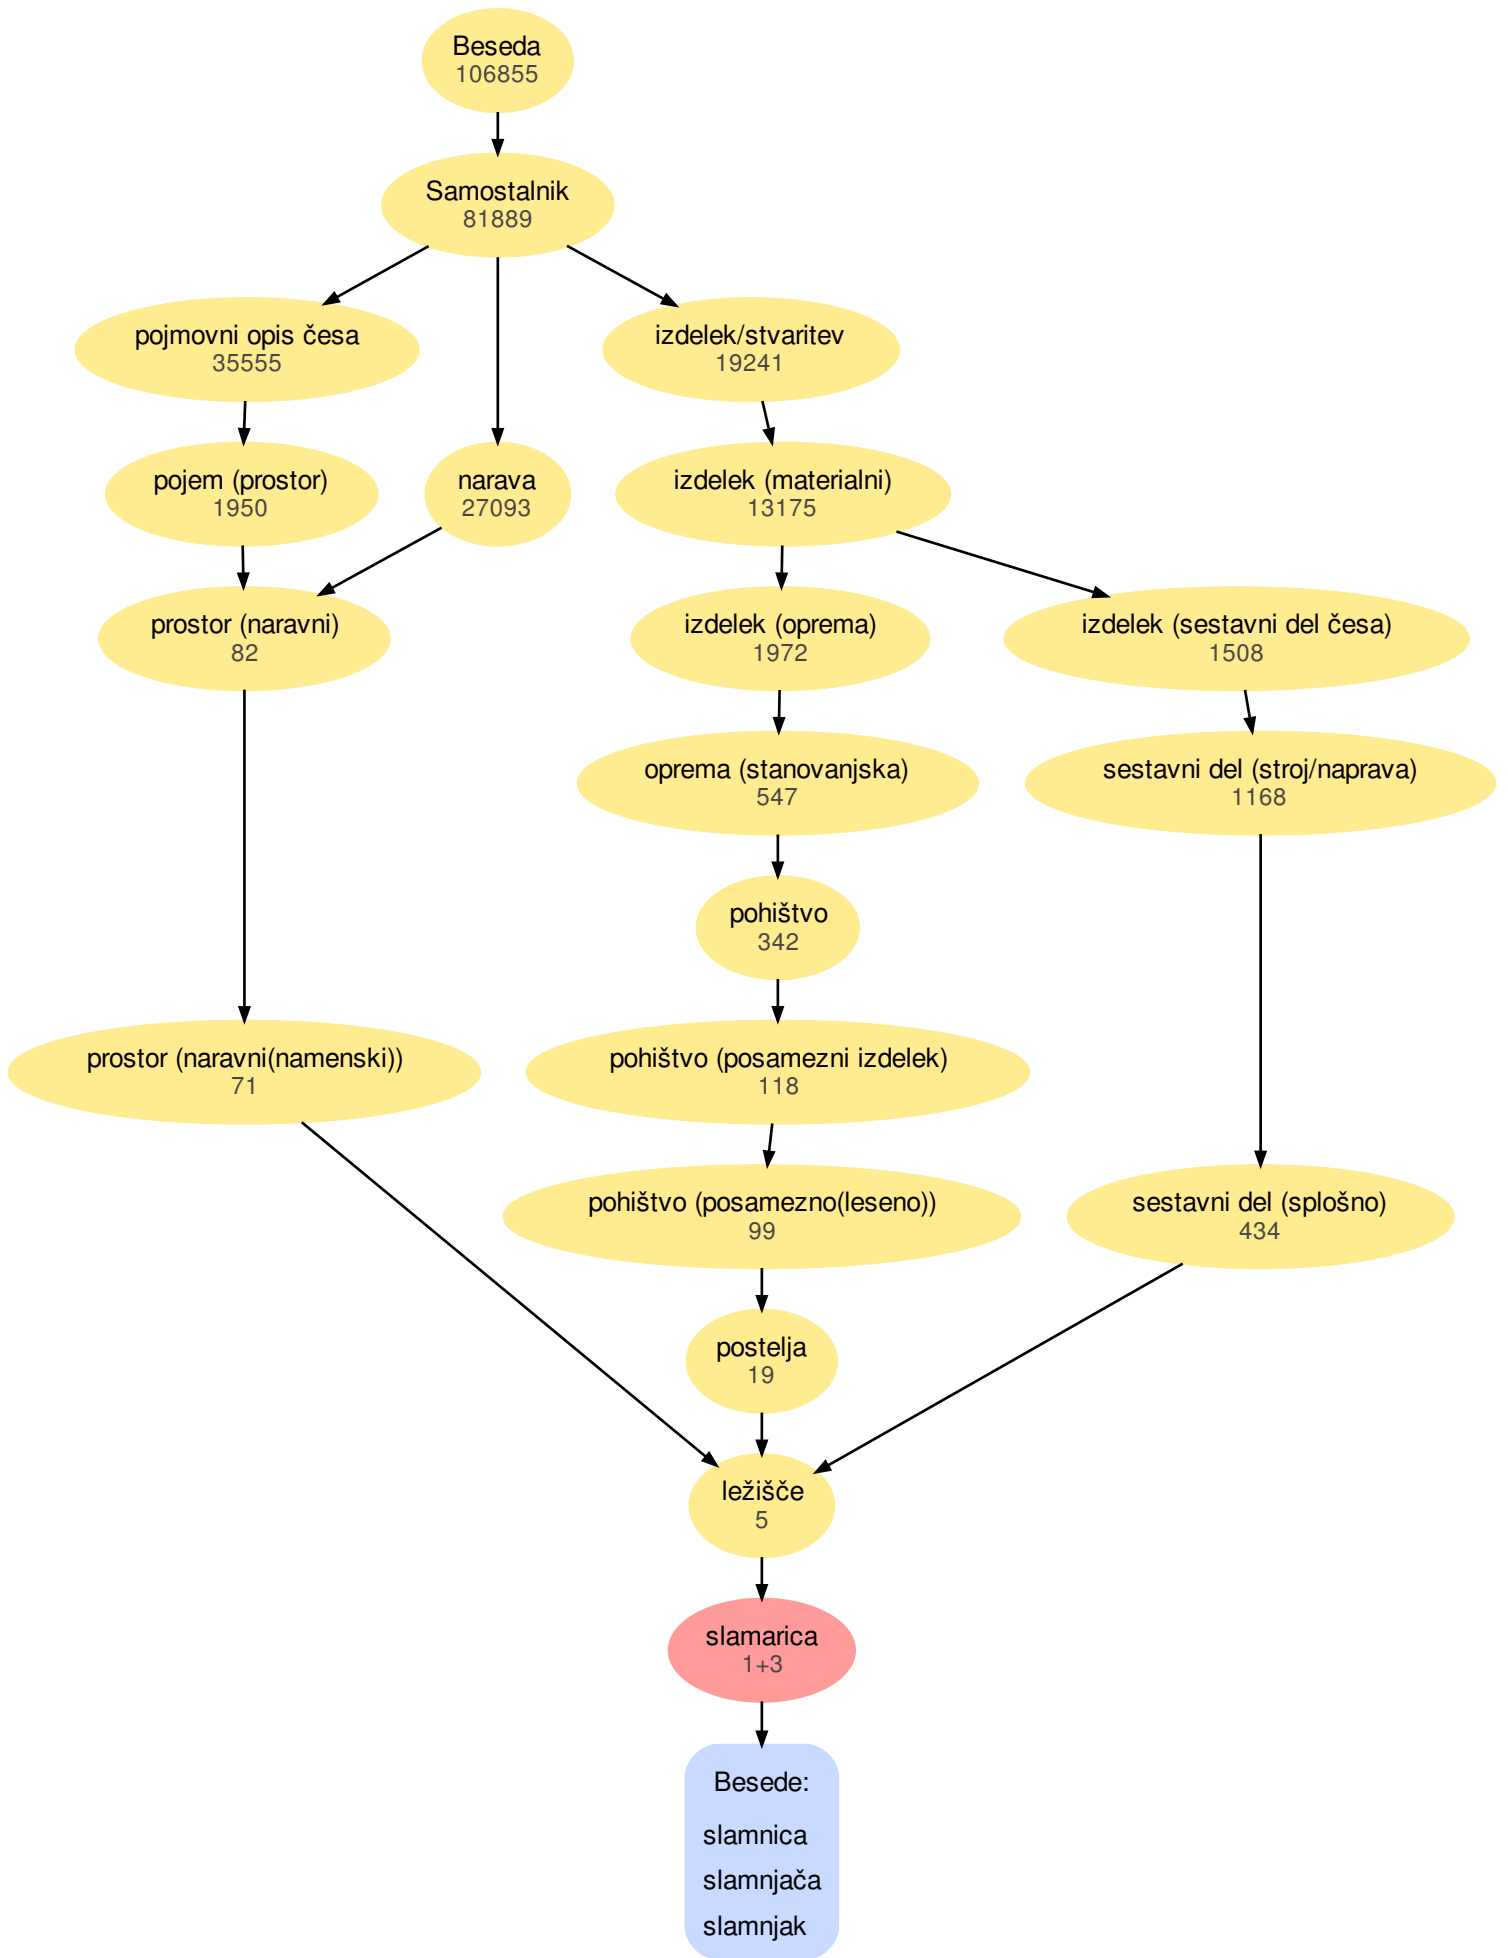 Beseda
106855
Samostalnik
81889
pojmovni opis česa
35555
izdelek/stvaritev
19241
pojem (prostor)
1950
narava
27093
izdelek (materialni)
13175
prostor (naravni)
82
izdelek (oprema)
1972
izdelek (sestavni del česa)
1508
oprema (stanovanjska)
547
sestavni del (stroj/naprava)
1168
pohištvo
342
prostor (naravni(namenski))
71
pohištvo (posamezni izdelek)
118
pohištvo (posamezno(leseno))
99
sestavni del (splošno)
434
postelja
19
ležišče
5
slamarica
1+3
Besede:
slamnica
slamnjača
slamnjak